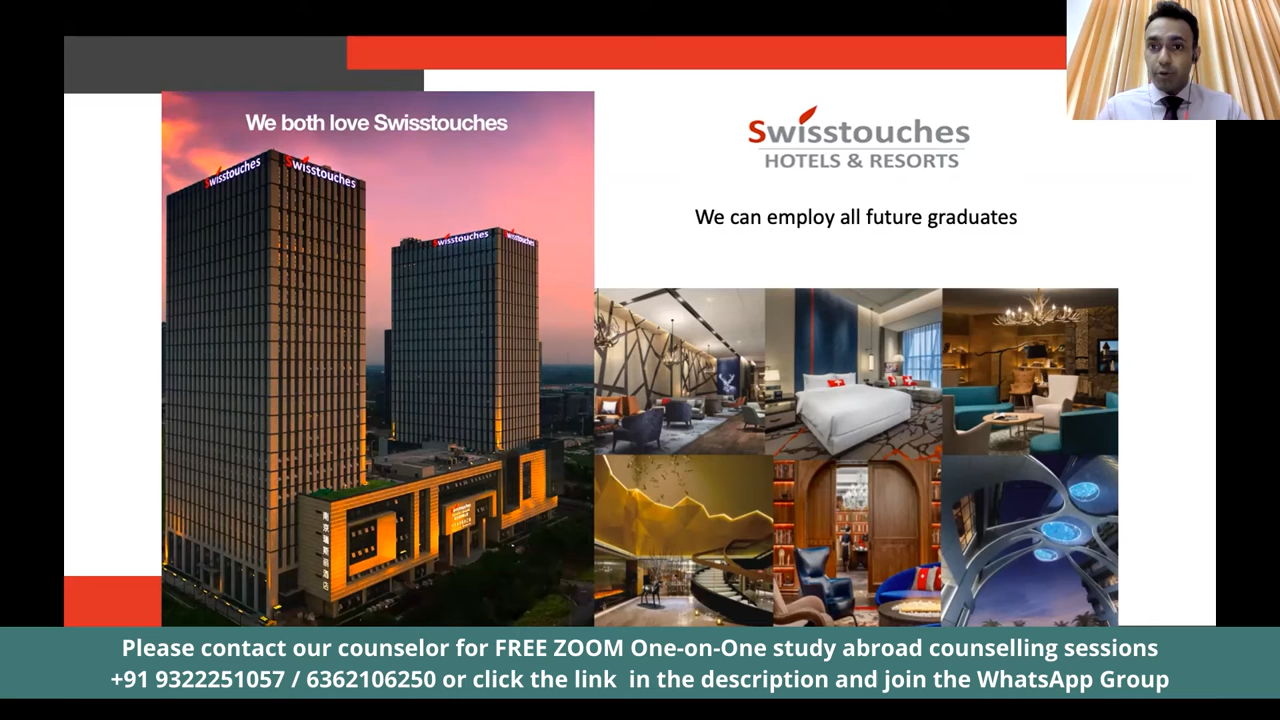 We both love Swisstouches
Swisstouches
Swisstouches
Swisstouches
Swisstouches
Swisstouches
HOTELS & RESORTS
We can employ all future graduates
Please contact our counselor for FREE ZOOM One-on-One study abroad counselling sessions
+91 9322251057 / 6362106250 or click the link in the description and join the WhatsApp Group